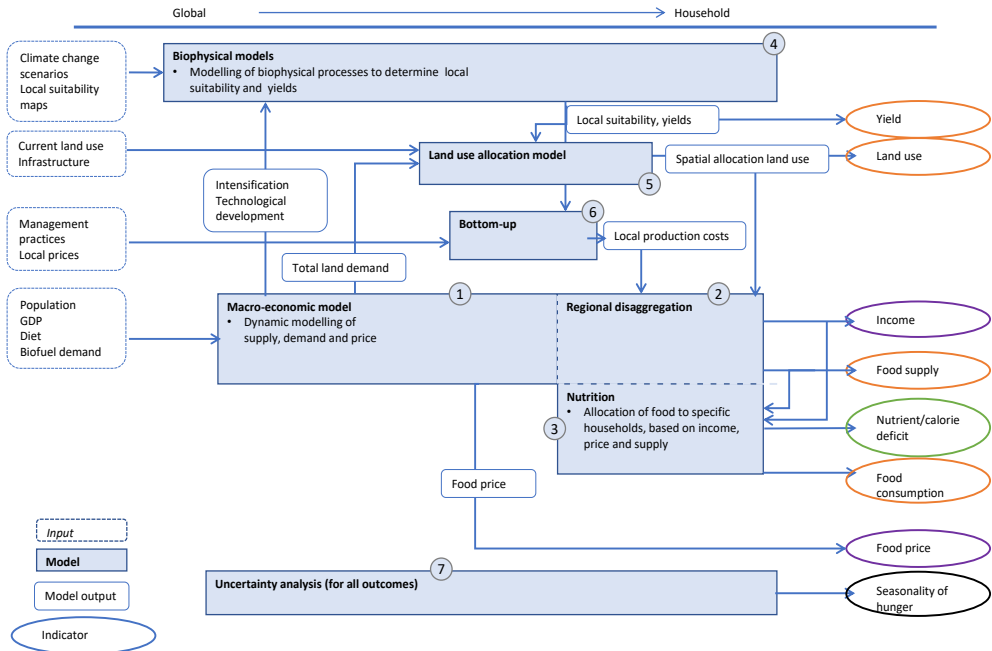 Global
Household
Climate change
scenarios
Local suitability
maps
Biophysical models
• Modelling of biophysical processes to determine local
suitability and yields
4
Local suitability, yields
Yield
Current land use
Infrastructure
Land use allocation model
5
Spatial allocation land use
Land use
Intensification
Technological
development
Management
practices
Local prices
Bottom-up
6
Local production costs
Total land demand
Population
GDP
Diet
Biofuel demand
Macro-economic model
• Dynamic modelling of
supply, demand and price
1
Regional disaggregation
2
Income
Food supply
Nutrition
• Allocation of food to specific
households, based on income,
price and supply
3
Nutrient/calorie
deficit
Food
consumption
Food price
Food price
Input
Model
Model output
Indicator
Uncertainty analysis (for all outcomes)
7
Seasonality of
hunger